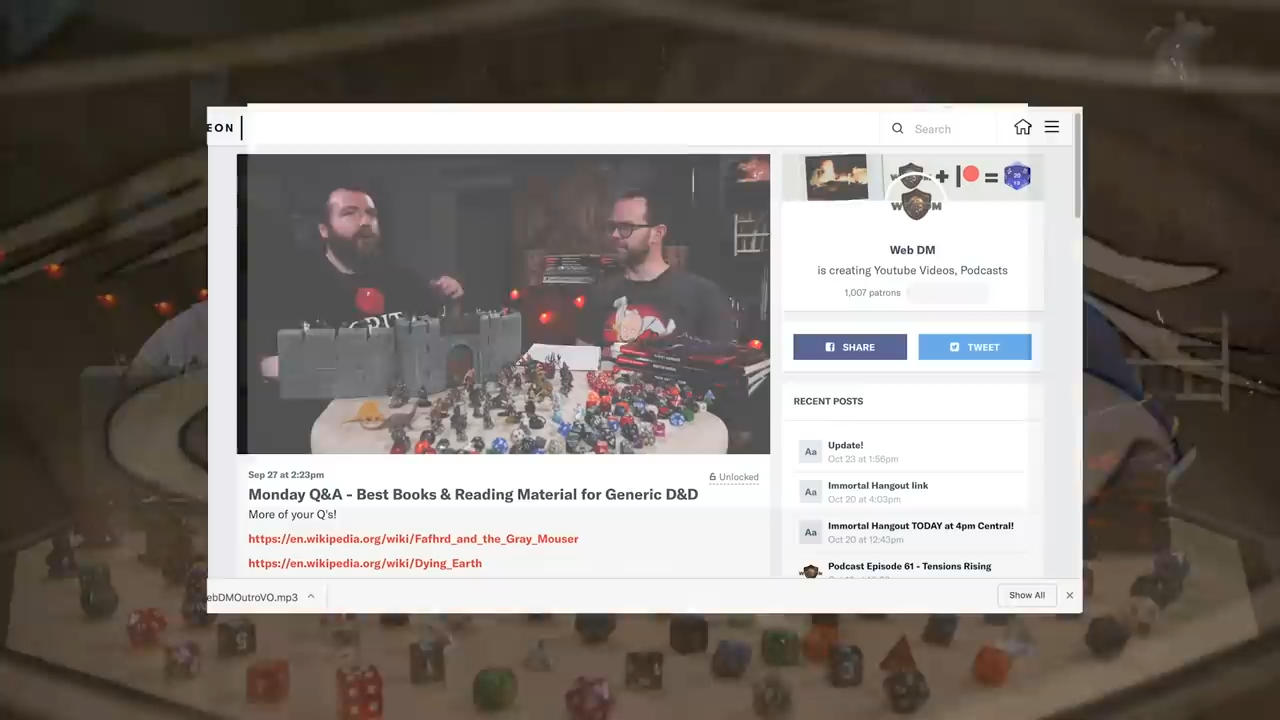 EON
Search
Web DM
is creating Youtube Videos, Podcasts
1,007 patrons
SHARE
TWEET
RECENT POSTS
Aa
Update!
Oct 23 at 1:56pm
Aa
Immortal Hangout link
Oct 20 at 4:03pm
Aa
Immortal Hangout TODAY at 4pm Central!
Oct 20 at 12:43pm
Podcast Episode 61 - Tensions Rising
Sep 27 at 2:23pm
Unlocked
Monday Q&A - Best Books & Reading Material for Generic D&D
More of your Q's!
https://en.wikipedia.org/wiki/Fafhrd_and_the_Gray_Mouser
https://en.wikipedia.org/wiki/Dying_Earth
ebDMOutroVO.mp3
Show All